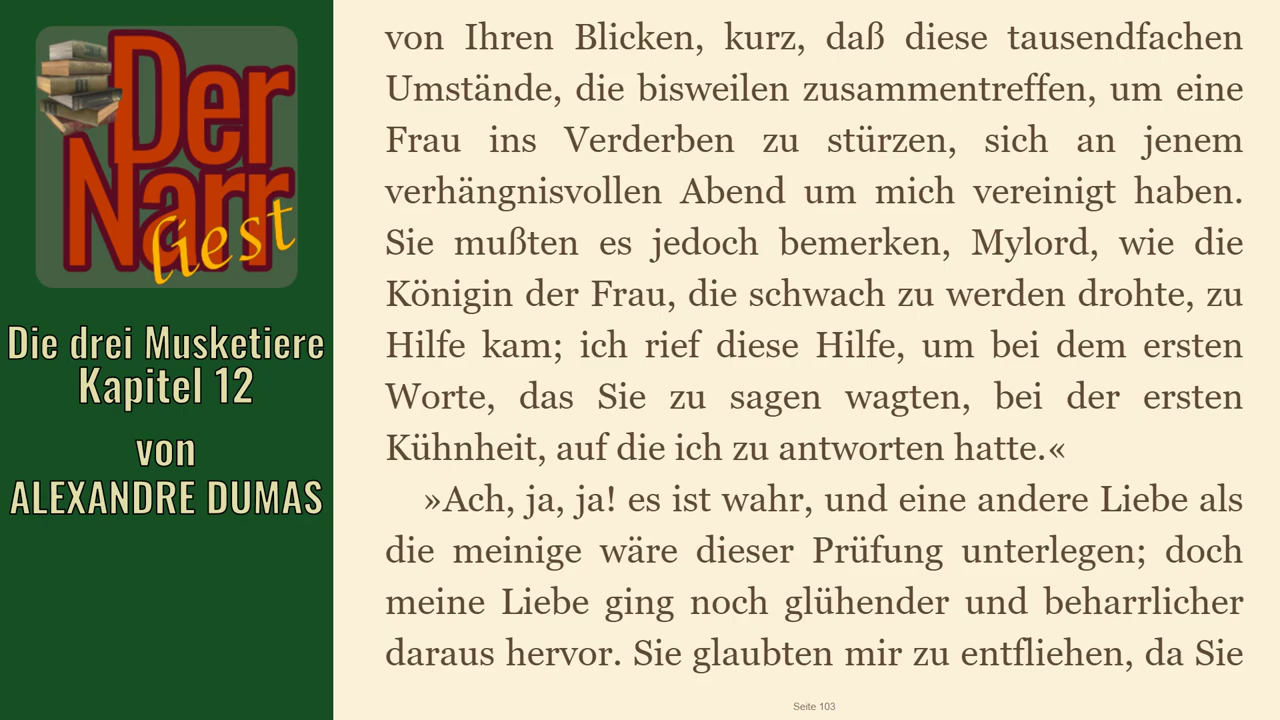 Der
Narr
liest
Die drei Musketiere
Kapitel 12
von
ALEXANDRE DUMAS
von Ihren Blicken, kurz, daß diese tausendfachen
Umstände, die bisweilen zusammentreffen, um eine
Frau ins Verderben zu stürzen, sich an jenem
verhängnisvollen Abend um mich vereinigt haben.
Sie mußten es jedoch bemerken, Mylord, wie die
Königin der Frau, die schwach zu werden drohte, zu
Hilfe kam; ich rief diese Hilfe, um bei dem ersten
Worte, das Sie zu sagen wagten, bei der ersten
Kühnheit, auf die ich zu antworten hatte.«
»Ach, ja, ja! es ist wahr, und eine andere Liebe als
die meinige wäre dieser Prüfung unterlegen; doch
meine Liebe ging noch glühender und beharrlicher
daraus hervor. Sie glaubten mir zu entfliehen, da Sie
Seite 103